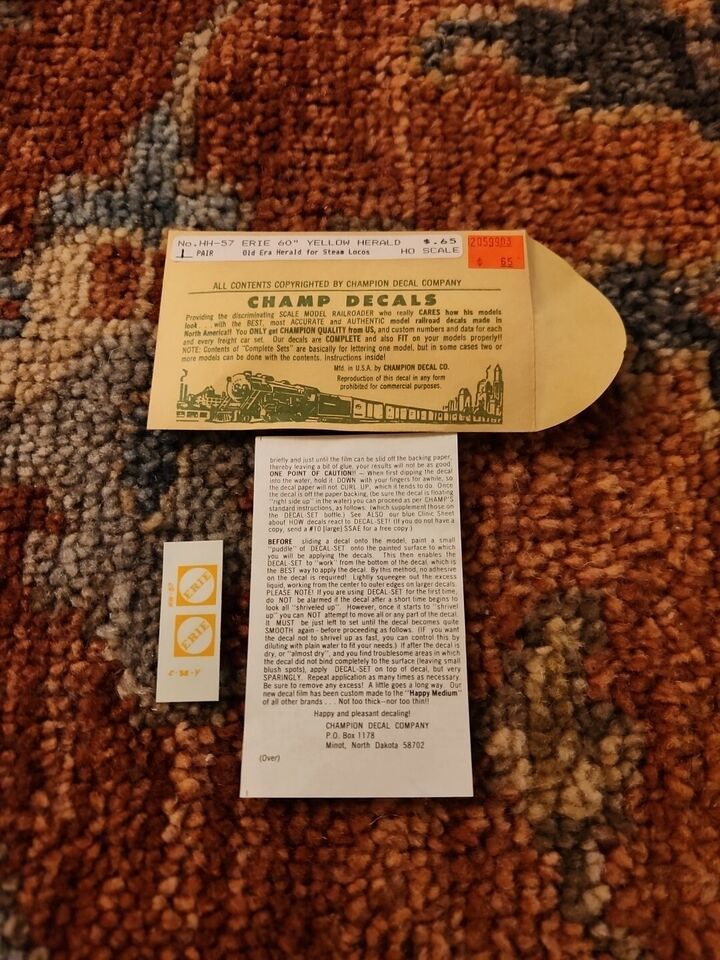 No.HH-57 ERIE 60" YELLOW HERALD $.65
1 PAIR Old Era Herald for Steam Locos HO SCALE
2059903
$ 65
ALL CONTENTS COPYRIGHTED BY CHAMPION DECAL COMPANY
CHAMP DECALS
Providing the discriminating SCALE MODEL RAILROADER who really CARES how his models
look . . . with the BEST, most ACCURATE and AUTHENTIC model railroad decals made in
North America!! You ONLY get CHAMPION QUALITY from US, and custom numbers and data for each
and every freight car set. Our decals are COMPLETE and also FIT on your models properly!!
NOTE: Contents of "Complete Sets" are basically for lettering one model, but in some cases two or
more models can be done with the contents. Instructions inside!
Mfd. in U.S.A. by CHAMPION DECAL CO.
Reproduction of this decal in any form
prohibited for commercial purposes.
briefly and just until the film can be slid off the backing paper,
thereby leaving a bit of glue, your results will not be as good.
ONE POINT OF CAUTION!! — When first dipping the decal
into the water, hold it DOWN with your fingers for awhile, so
the decal paper will not CURL UP, which it tends to do. Once
the decal is off the paper backing, (be sure the decal is floating
"right side up" in the water) you can proceed as per CHAMP'S
standard instructions, as follows: (which supplement those on
the DECAL-SET bottle.) See ALSO our blue Clinic Sheet
about HOW decals react to DECAL-SET! (If you do not have a
copy, send a #10 [large] SSAE for a free copy.)
BEFORE sliding a decal onto the model, paint a small
"puddle" of DECAL-SET onto the painted surface to which
you will be applying the decals. This then enables the
DECAL-SET to "work" from the bottom of the decal, which is
the BEST way to apply the decal. By this method, no adhesive
on the decal is required! Lightly squeegee out the excess
liquid, working from the center to outer edges on larger decals.
PLEASE NOTE! If you are using DECAL-SET for the first time,
do NOT be alarmed if the decal after a short time begins to
look all "shriveled up". However, once it starts to "shrivel
up" you can NOT attempt to move all or any part of the decal.
It MUST be just left to set until the decal becomes quite
SMOOTH again - before proceeding as follows. (IF you want
the decal not to shrivel up as fast, you can control this by
diluting with plain water to fit your needs.) If after the decal is
dry, or "almost dry", and you find troublesome areas in which
the decal did not bind completely to the surface (leaving small
blush spots), apply DECAL-SET on top of decal, but very
SPARINGLY. Repeat application as many times as necessary.
Be sure to remove any excess! A little goes a long way. Our
new decal film has been custom made to the "Happy Medium"
of all other brands . . . Not too thick—nor too thin!!
Happy and pleasant decaling!
CHAMPION DECAL COMPANY
P.O. Box 1178
Minot, North Dakota 58702
(Over)
HH-57
ERIE
ERIE